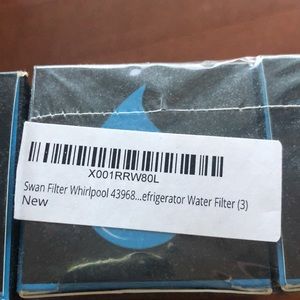 X001RRW80L
Swan Filter Whirlpool 43968...efrigerator Water Filter (3)
New